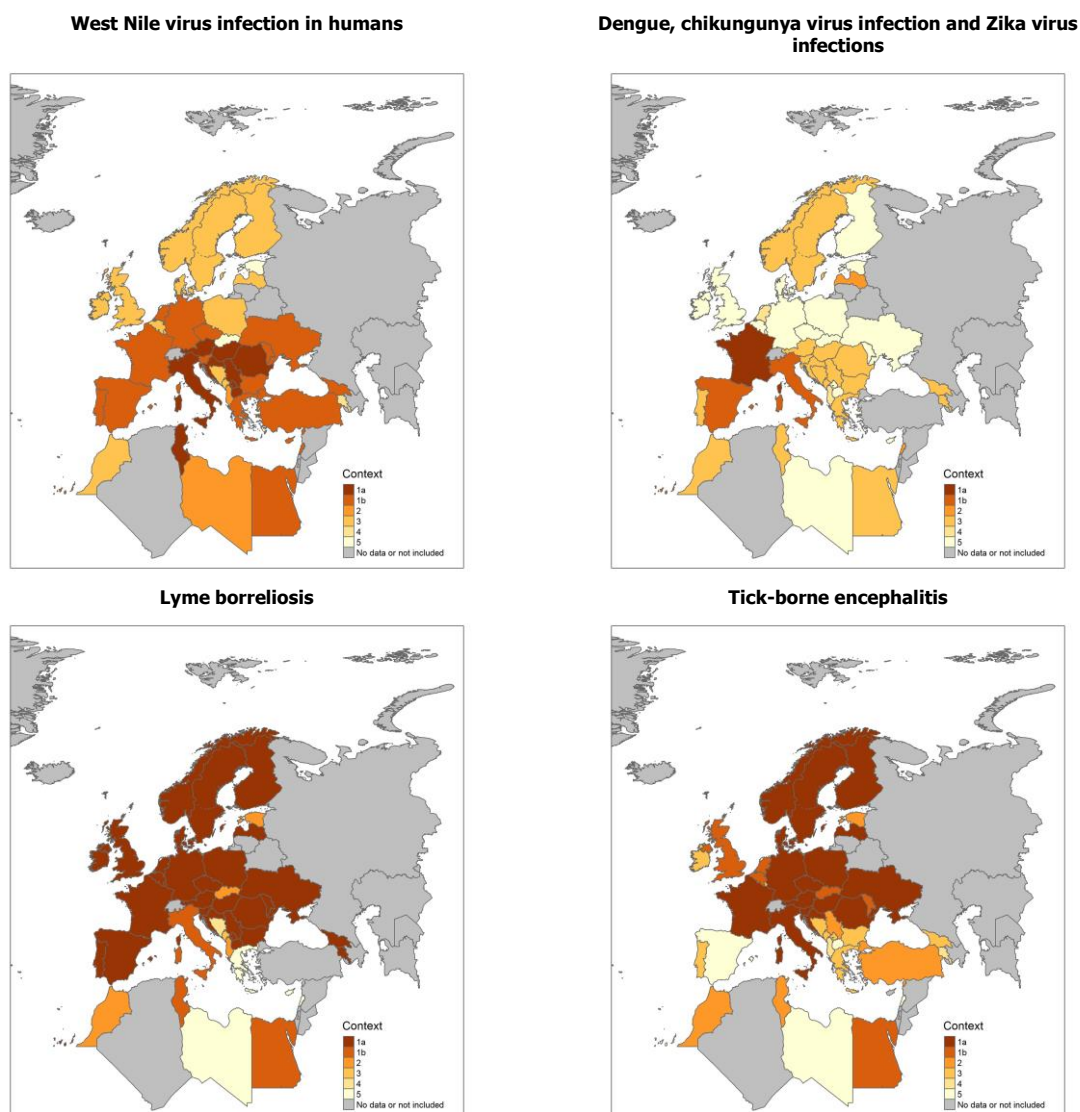 West Nile virus infection in humans
Dengue, chikungunya virus infection and Zika virus
infections
Context
1a
1b
2
3
4
5
No data or not included
Context
1a
1b
2
3
4
5
No data or not included
Lyme borreliosis
Tick-borne encephalitis
Context
1a
1b
2
3
4
5
No data or not included
Context
1a
1b
2
3
4
5
No data or not included